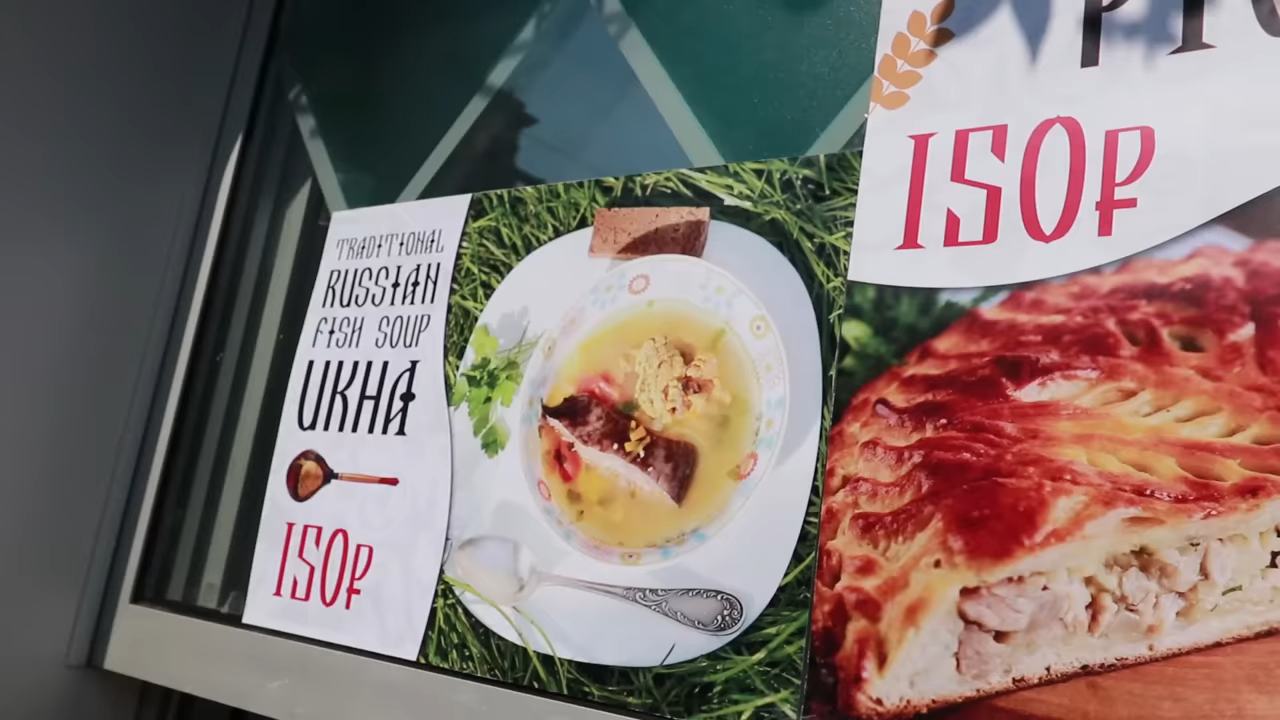 TRADITIONAL
RUSSIAN
FISH SOUP
UKHA
150₽
150₽